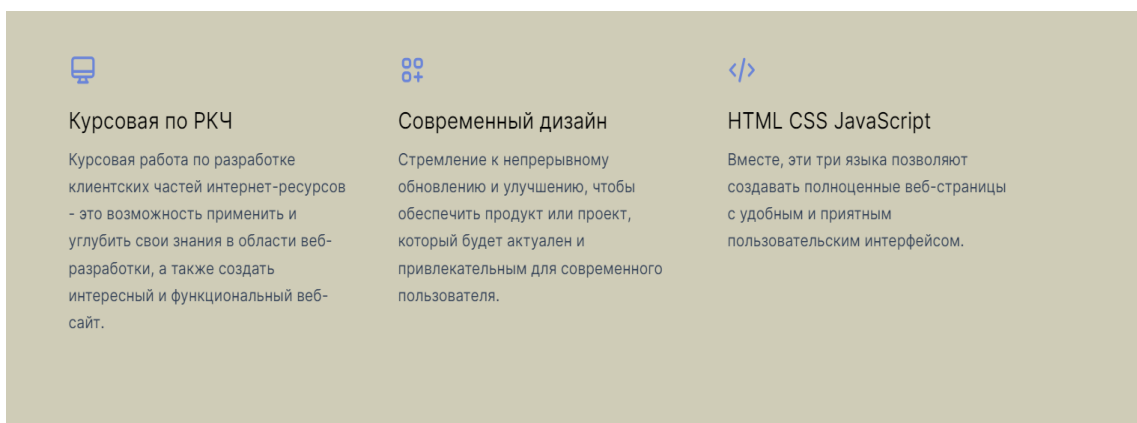 Курсовая по РКЧ
Курсовая работа по разработке
клиентских частей интернет-ресурсов
- это возможность применить и
углубить свои знания в области веб-
разработки, а также создать
интересный и функциональный веб-
сайт.
Современный дизайн
Стремление к непрерывному
обновлению и улучшению, чтобы
обеспечить продукт или проект,
который будет актуален и
привлекательным для современного
пользователя.
HTML CSS JavaScript
Вместе, эти три языка позволяют
создавать полноценные веб-страницы
с удобным и приятным
пользовательским интерфейсом.